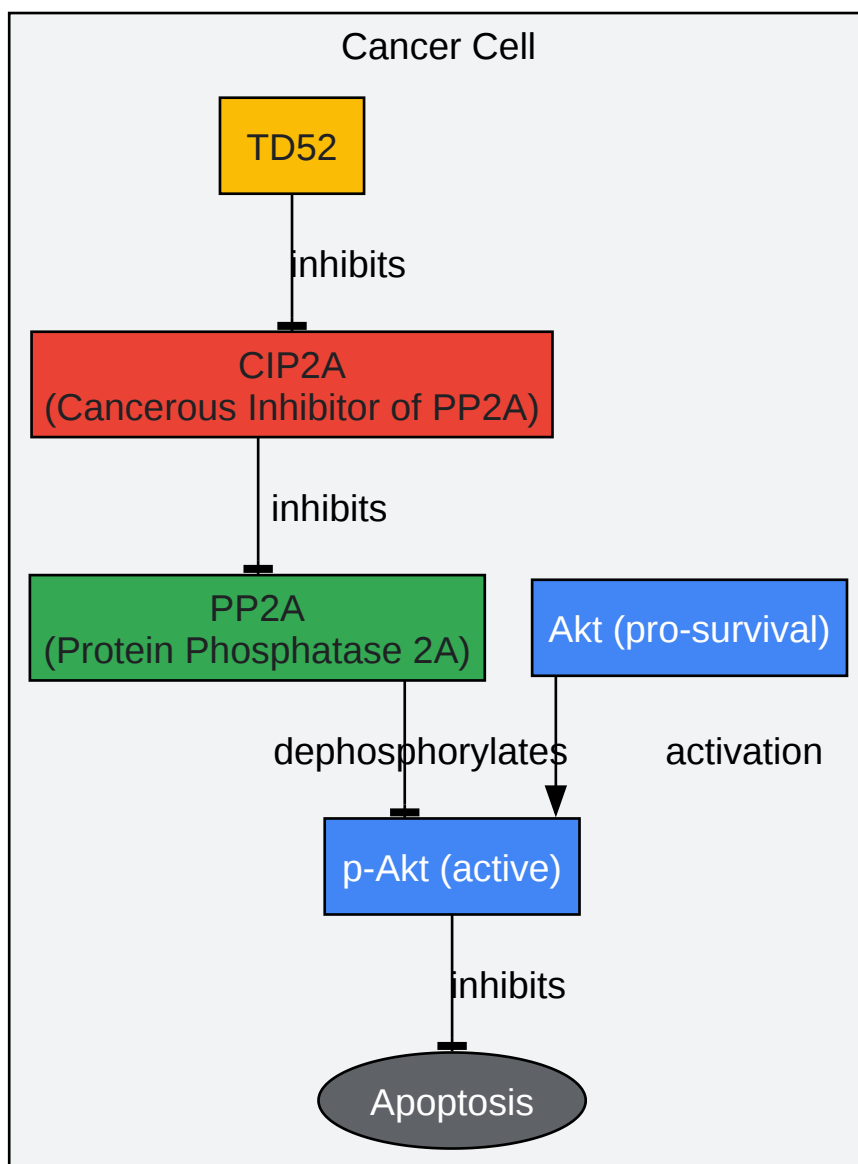 Cancer Cell
TD52
inhibits
CIP2A
(Cancerous Inhibitor of PP2A)
inhibits
PP2A
(Protein Phosphatase 2A)
Akt (pro-survival)
dephosphorylates
activation
p-Akt (active)
inhibits
Apoptosis